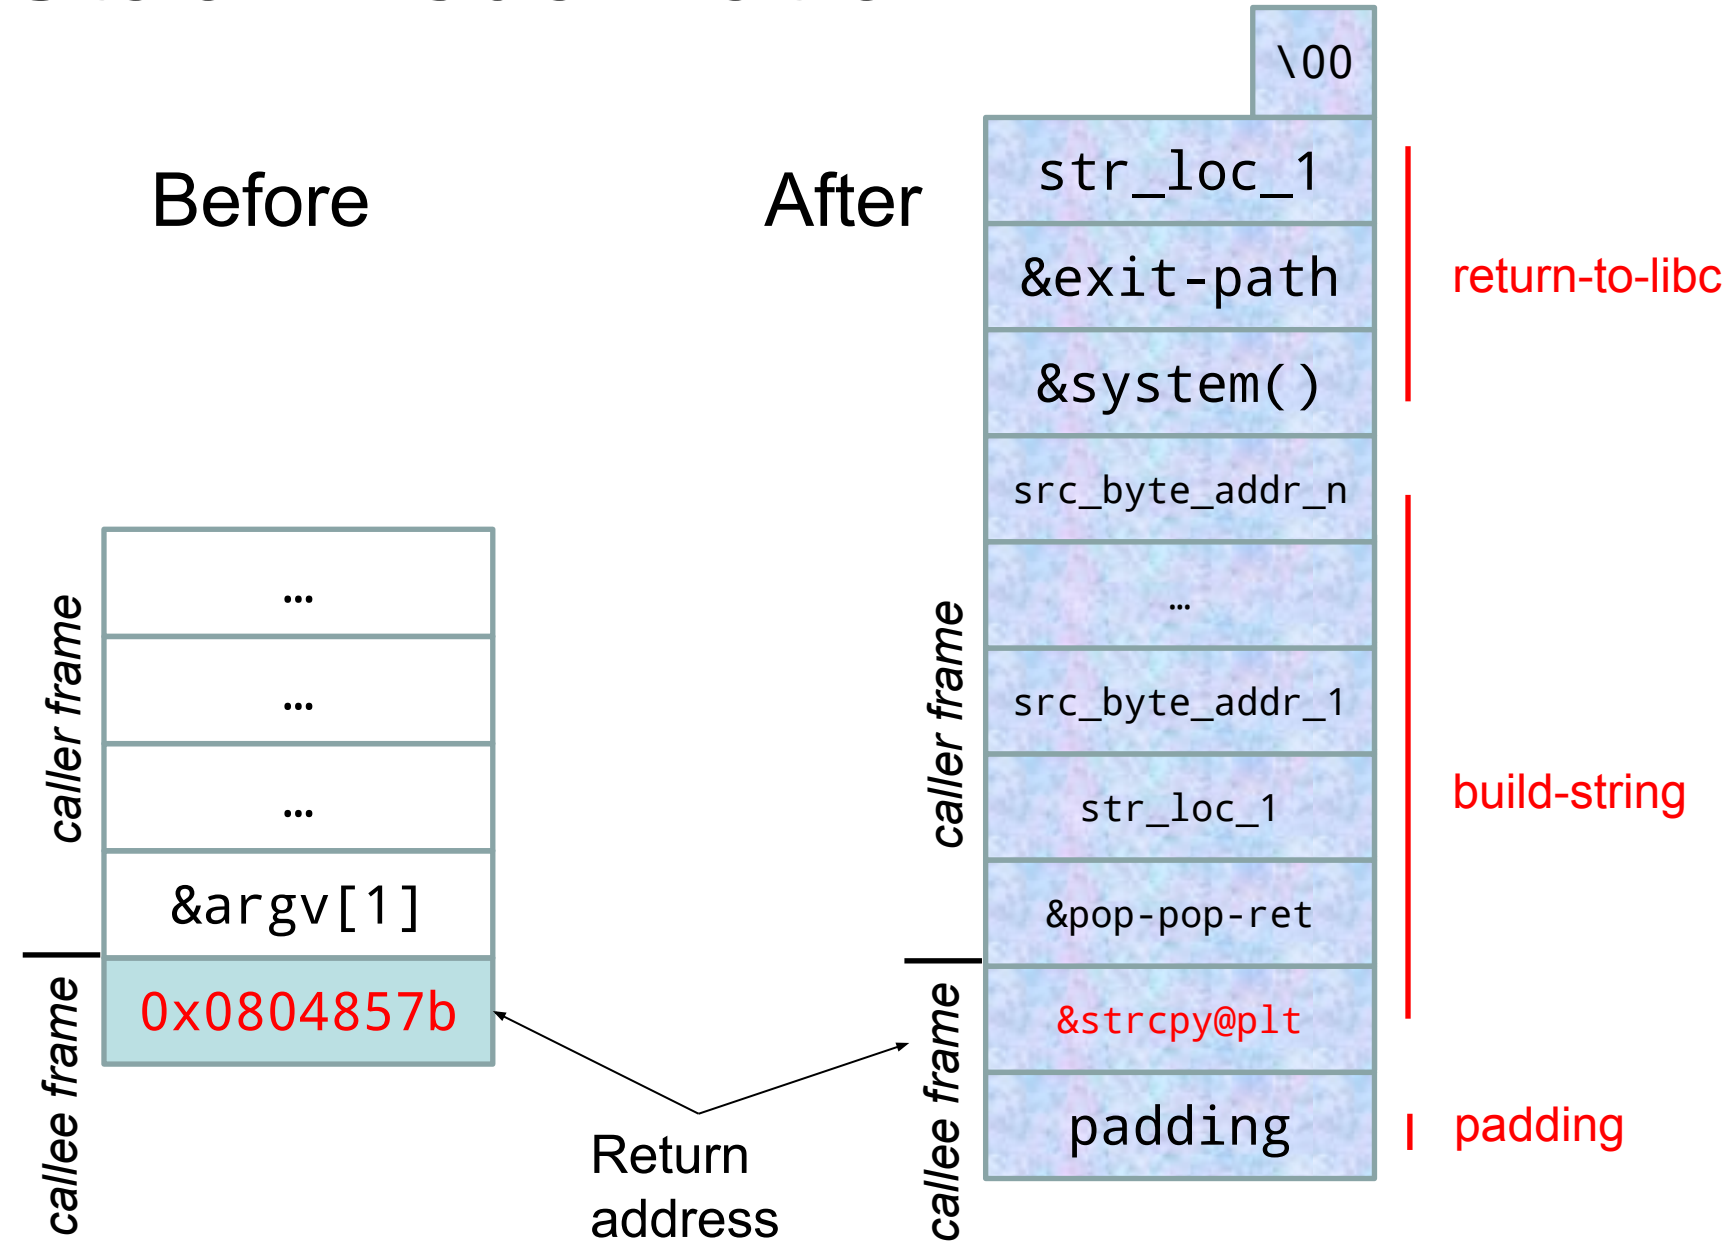 Before
After
\00
str_loc_1
&exit-path
&system()
return-to-libc
src_byte_addr_n
…
src_byte_addr_1
str_loc_1
&pop-pop-ret
&strcpy@plt
build-string
padding
padding
…
…
…
&argv[1]
0x0804857b
caller frame
callee frame
caller frame
callee frame
Return
address